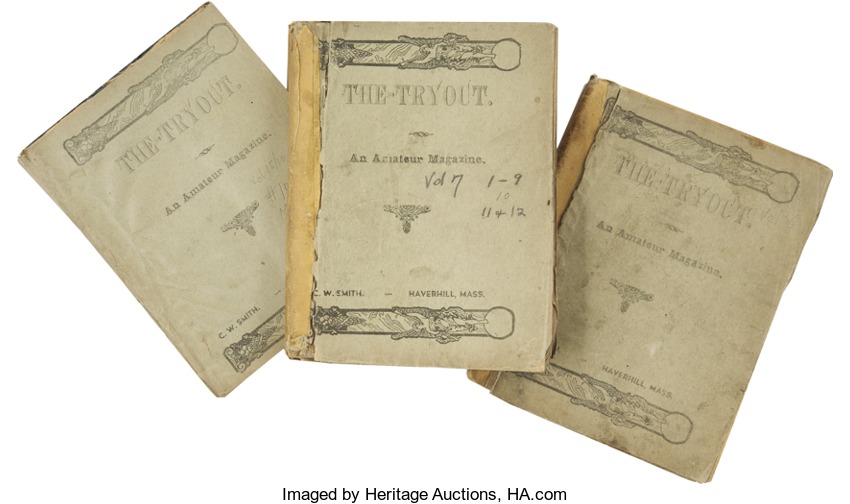 THE-TRYOUT.
An Amateur Magazine.
C. W. SMITH.
THE-TRYOUT.
An Amateur Magazine.
Vol 7 1-9
10
11 & 12
C. W. SMITH. — HAVERHILL, MASS.
THE-TRYOUT.
An Amateur Magazine.
HAVERHILL, MASS.
Imaged by Heritage Auctions, HA.com